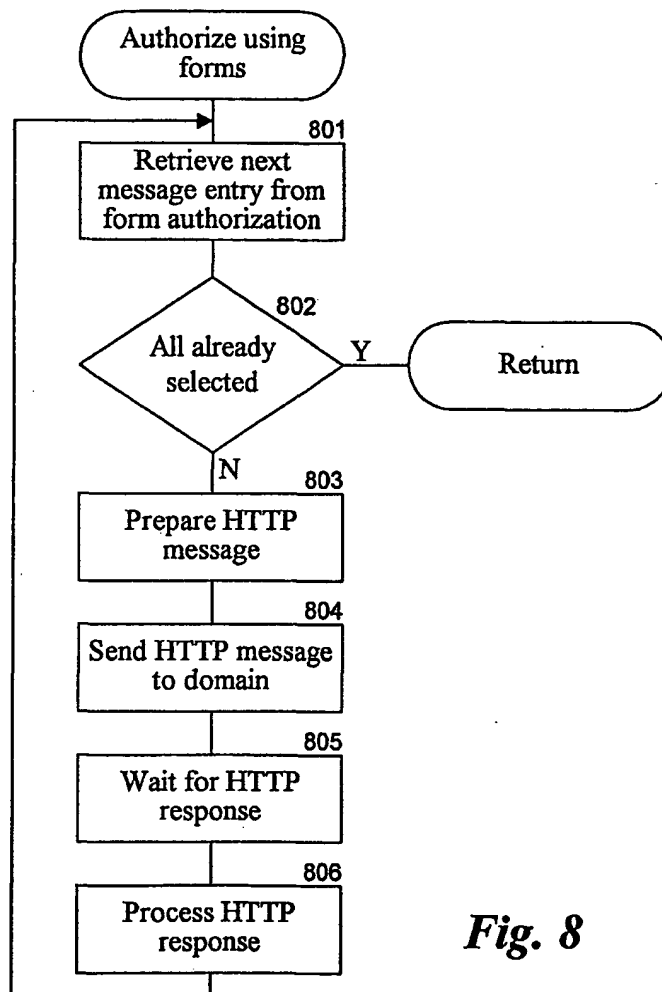 Authorize using
forms
801
Retrieve next
message entry from
form authorization
802
All already
selected
Y
Return
N
803
Prepare HTTP
message
804
Send HTTP message
to domain
805
Wait for HTTP
response
806
Process HTTP
response
Fig. 8